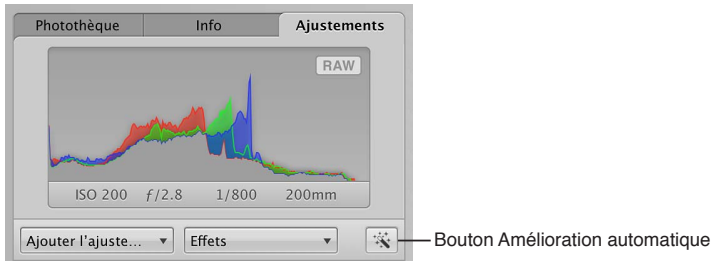 Photothèque Info Ajustements
RAW
ISO 200 ƒ/2.8 1/800 200mm
Ajouter l'ajuste... Effets Bouton Amélioration automatique